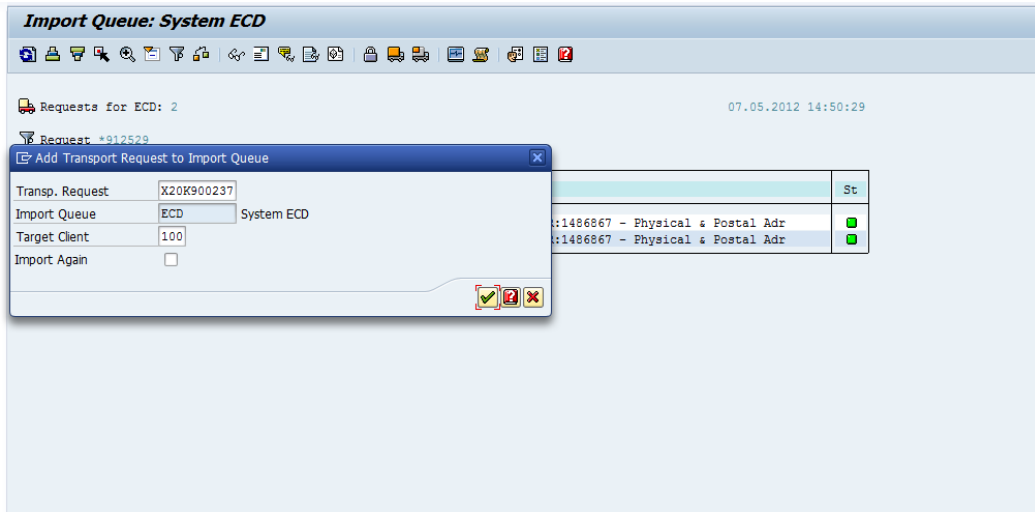 Import Queue: System ECD
Requests for ECD: 2 07.05.2012 14:50:29
Request *912529
Add Transport Request to Import Queue
Transp. Request X20K900237
Import Queue ECD System ECD
Target Client 100
Import Again
St
:1486867 - Physical & Postal Adr
:1486867 - Physical & Postal Adr